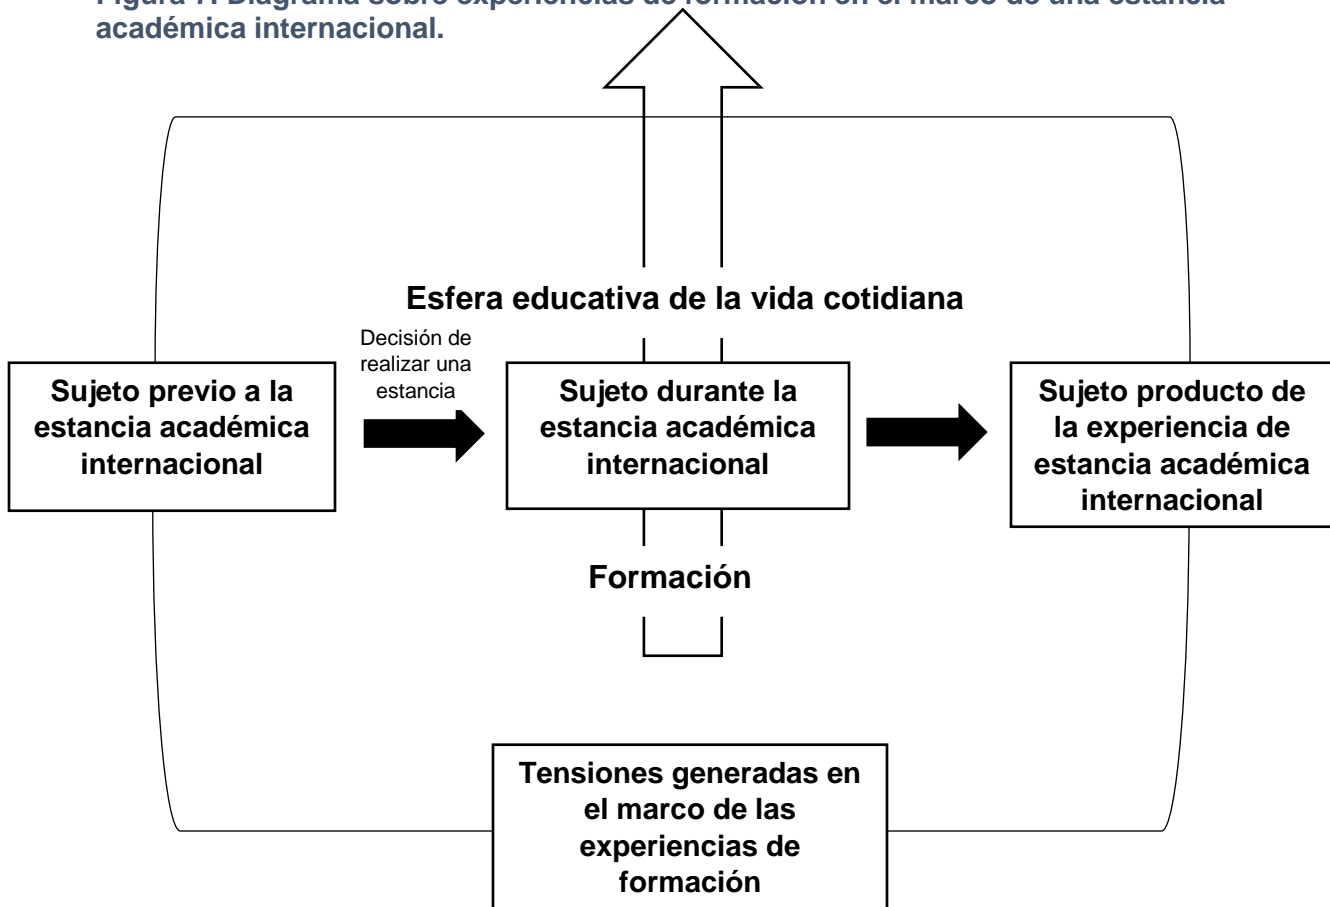 Figura 7. Diagrama sobre experiencias de formación en el marco de una estancia
académica internacional.
Esfera educativa de la vida cotidiana
Decisión de
realizar una
estancia
Sujeto previo a la
estancia académica
internacional
Sujeto durante la
estancia académica
internacional
Sujeto producto de
la experiencia de
estancia académica
internacional
Formación
Tensiones generadas en
el marco de las
experiencias de
formación